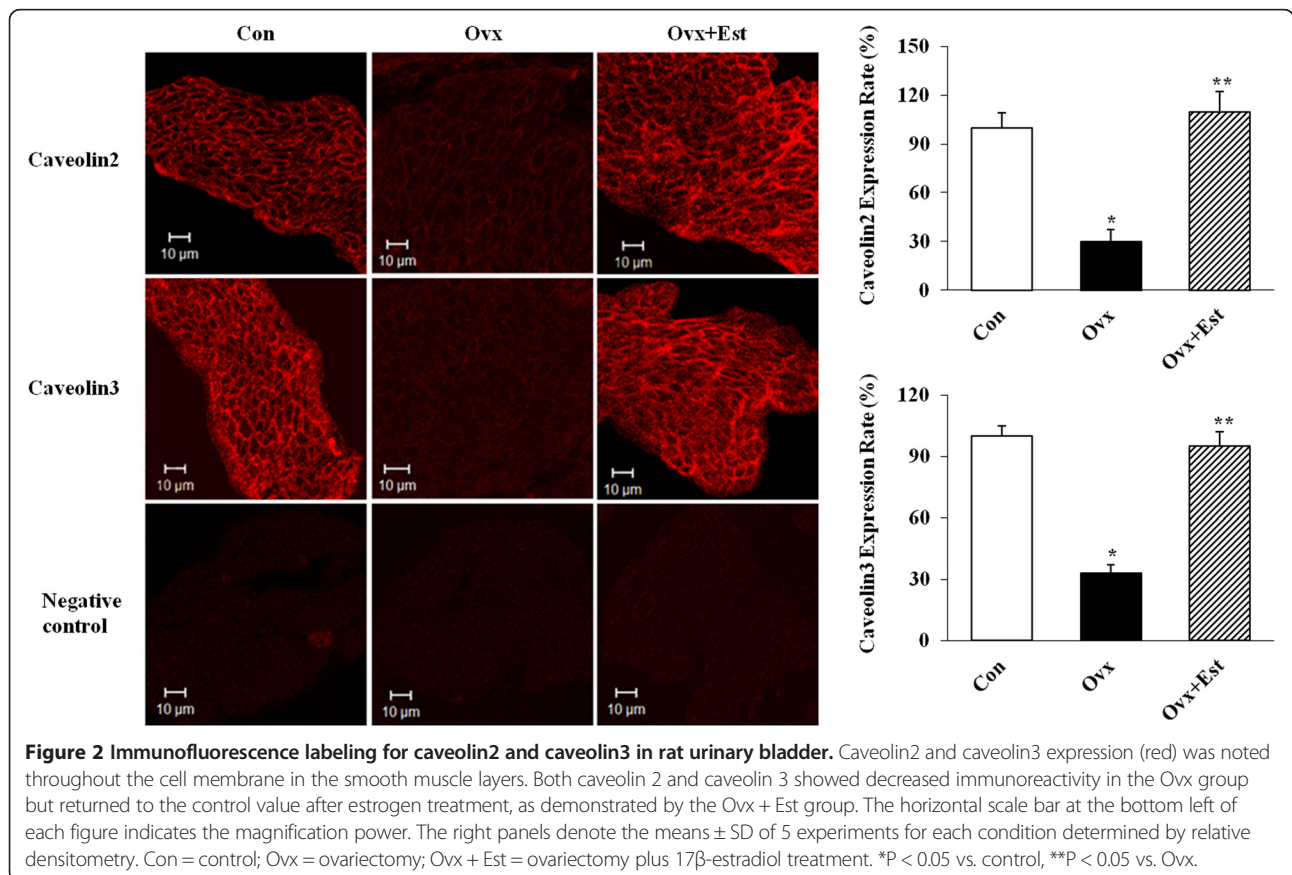 Con Ovx Ovx+Est
Caveolin2
10 µm 10 µm 10 µm
Caveolin3
10 µm 10 µm 10 µm
Negative
control
10 µm 10 µm 10 µm
Caveolin2 Expression Rate (%)
150
120
90
60
30
0
*
**
Con Ovx Ovx+Est
Caveolin3 Expression Rate (%)
120
90
60
30
0
*
**
Con Ovx Ovx+Est
Figure 2 Immunofluorescence labeling for caveolin2 and caveolin3 in rat urinary bladder. Caveolin2 and caveolin3 expression (red) was noted
throughout the cell membrane in the smooth muscle layers. Both caveolin 2 and caveolin 3 showed decreased immunoreactivity in the Ovx group
but returned to the control value after estrogen treatment, as demonstrated by the Ovx + Est group. The horizontal scale bar at the bottom left of
each figure indicates the magnification power. The right panels denote the means ± SD of 5 experiments for each condition determined by relative
densitometry. Con = control; Ovx = ovariectomy; Ovx + Est = ovariectomy plus 17β-estradiol treatment. *P < 0.05 vs. control, **P < 0.05 vs. Ovx.